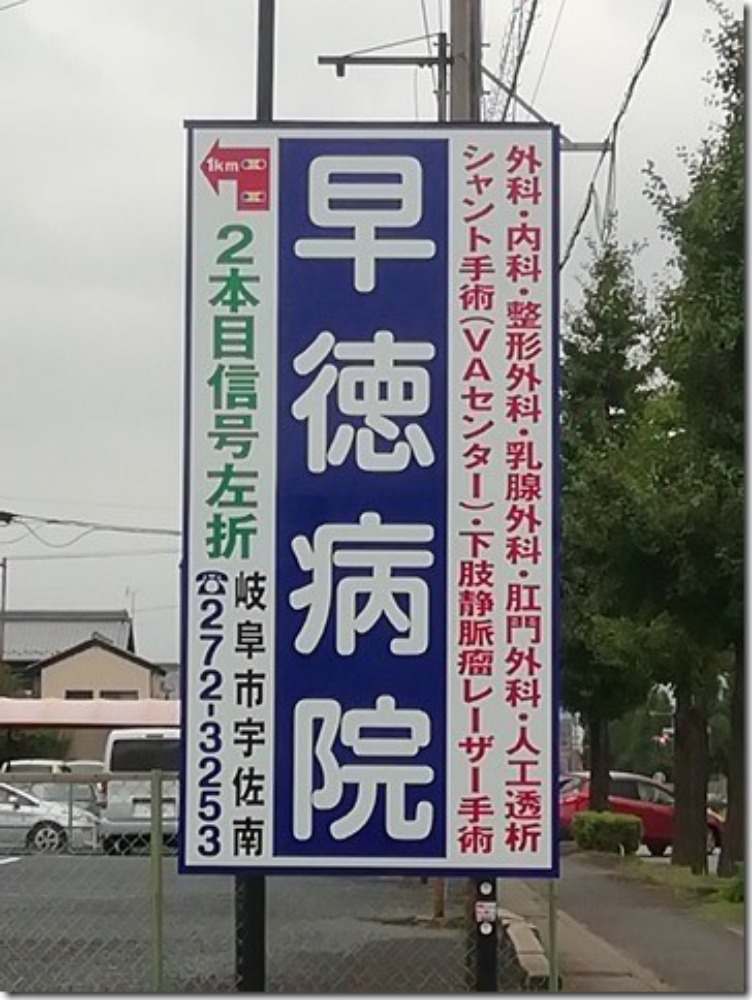 外科・内科・整形外科・乳腺外科・肛門外科・人工透析
シャント手術(VAセンター)・下肢静脈瘤レーザー手術
早徳病院
1km
2本目信号左折
岐阜市宇佐南
☎272-3253